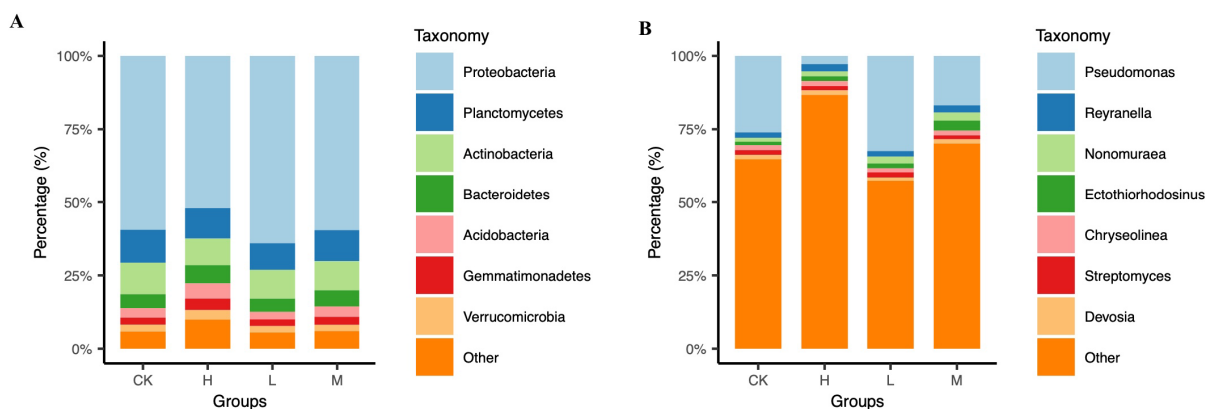 A
Percentage (%)
100%
75%
50%
25%
0%
CK
H
L
M
Groups
Taxonomy
Proteobacteria
Planctomycetes
Actinobacteria
Bacteroidetes
Acidobacteria
Gemmatimonadetes
Verrucomicrobia
Other
B
Percentage (%)
100%
75%
50%
25%
0%
CK
H
L
M
Groups
Taxonomy
Pseudomonas
Reyranella
Nonomuraea
Ectothiorhodosinus
Chryseolinea
Streptomyces
Devosia
Other